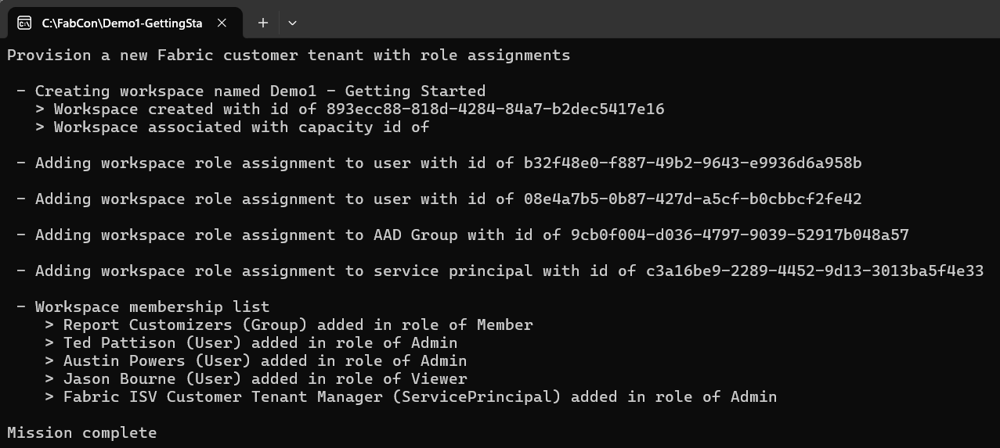 C:\FabCon\Demo1-GettingSta
Provision a new Fabric customer tenant with role assignments
- Creating workspace named Demo1 - Getting Started
> Workspace created with id of 893ecc88-818d-4284-84a7-b2dec5417e16
> Workspace associated with capacity id of
- Adding workspace role assignment to user with id of b32f48e0-f887-49b2-9643-e9936d6a958b
- Adding workspace role assignment to user with id of 08e4a7b5-0b87-427d-a5cf-b0cbbcf2fe42
- Adding workspace role assignment to AAD Group with id of 9cb0f004-d036-4797-9039-52917b048a57
- Adding workspace role assignment to service principal with id of c3a16be9-2289-4452-9d13-3013ba5f4e33
- Workspace membership list
> Report Customizers (Group) added in role of Member
> Ted Pattison (User) added in role of Admin
> Austin Powers (User) added in role of Admin
> Jason Bourne (User) added in role of Viewer
> Fabric ISV Customer Tenant Manager (ServicePrincipal) added in role of Admin
Mission complete